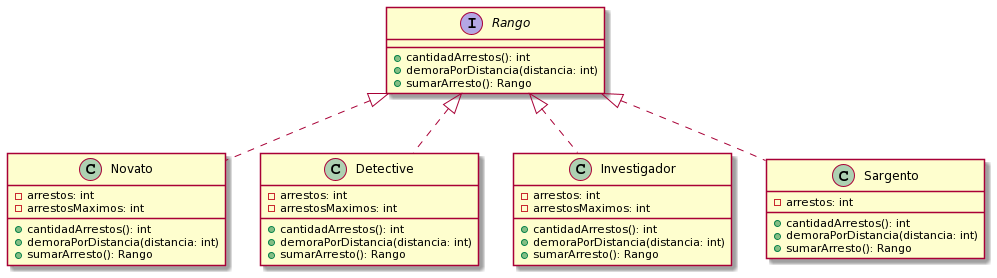 I Rango
cantidadArrestos(): int
demoraPorDistancia(distancia: int)
sumarArresto(): Rango
C Novato
arrestos: int
arrestosMaximos: int
cantidadArrestos(): int
demoraPorDistancia(distancia: int)
sumarArresto(): Rango
C Detective
arrestos: int
arrestosMaximos: int
cantidadArrestos(): int
demoraPorDistancia(distancia: int)
sumarArresto(): Rango
C Investigador
arrestos: int
arrestosMaximos: int
cantidadArrestos(): int
demoraPorDistancia(distancia: int)
sumarArresto(): Rango
C Sargento
arrestos: int
cantidadArrestos(): int
demoraPorDistancia(distancia: int)
sumarArresto(): Rango